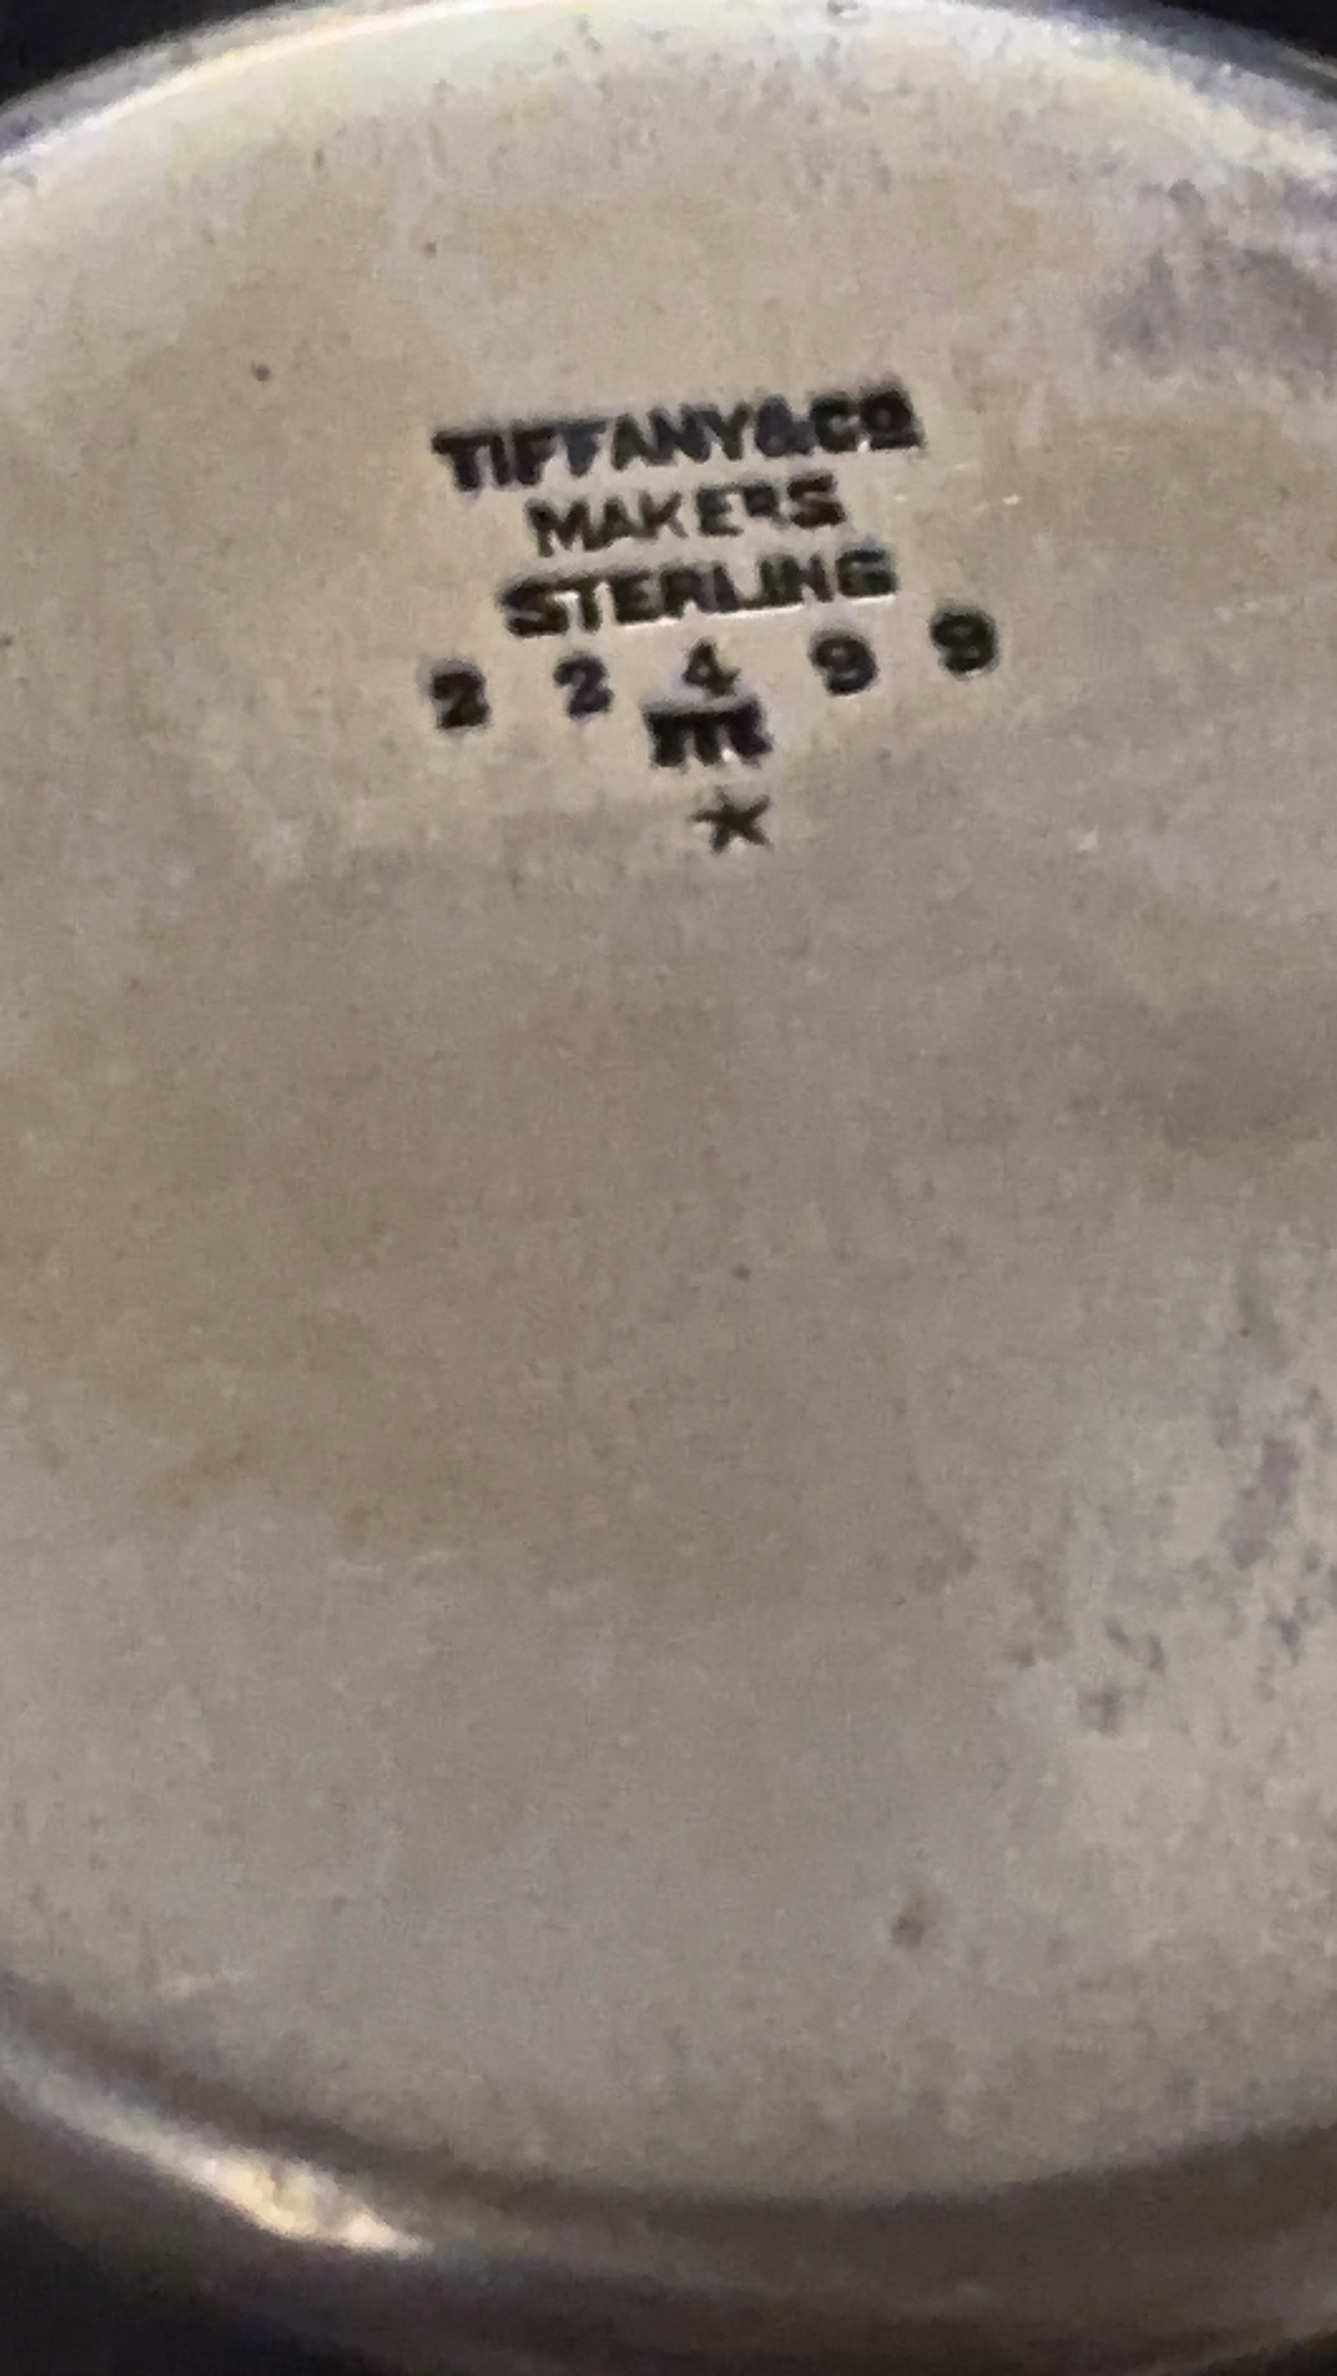 TIFFANY&Co
MAKERS
STERLING
2 2 4 9 9
m